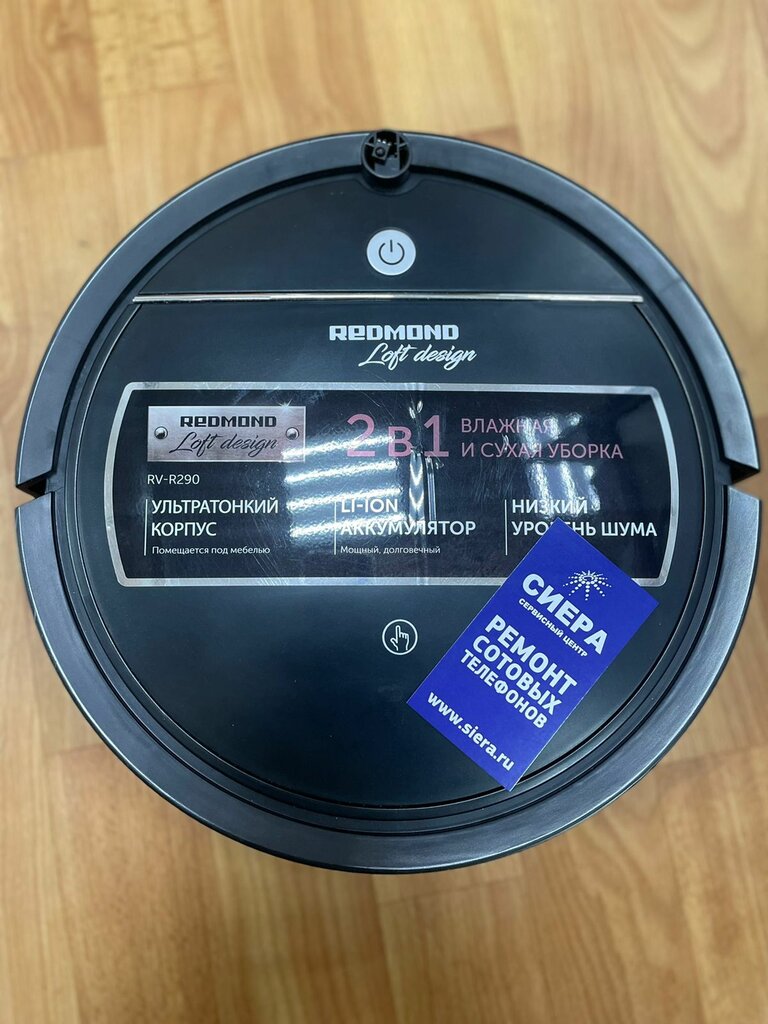 REDMOND
Loft design
REDMOND
Loft design
2 в 1
ВЛАЖНАЯ
И СУХАЯ УБОРКА
RV-R290
УЛЬТРАТОНКИЙ
КОРПУС
Помещается под мебелью
LI-ION
АККУМУЛЯТОР
Мощный, долговечный
НИЗКИЙ
УРОВЕНЬ ШУМА
СИЕРА
СЕРВИСНЫЙ ЦЕНТР
РЕМОНТ
СОТОВЫХ
ТЕЛЕФОНОВ
www.siera.ru